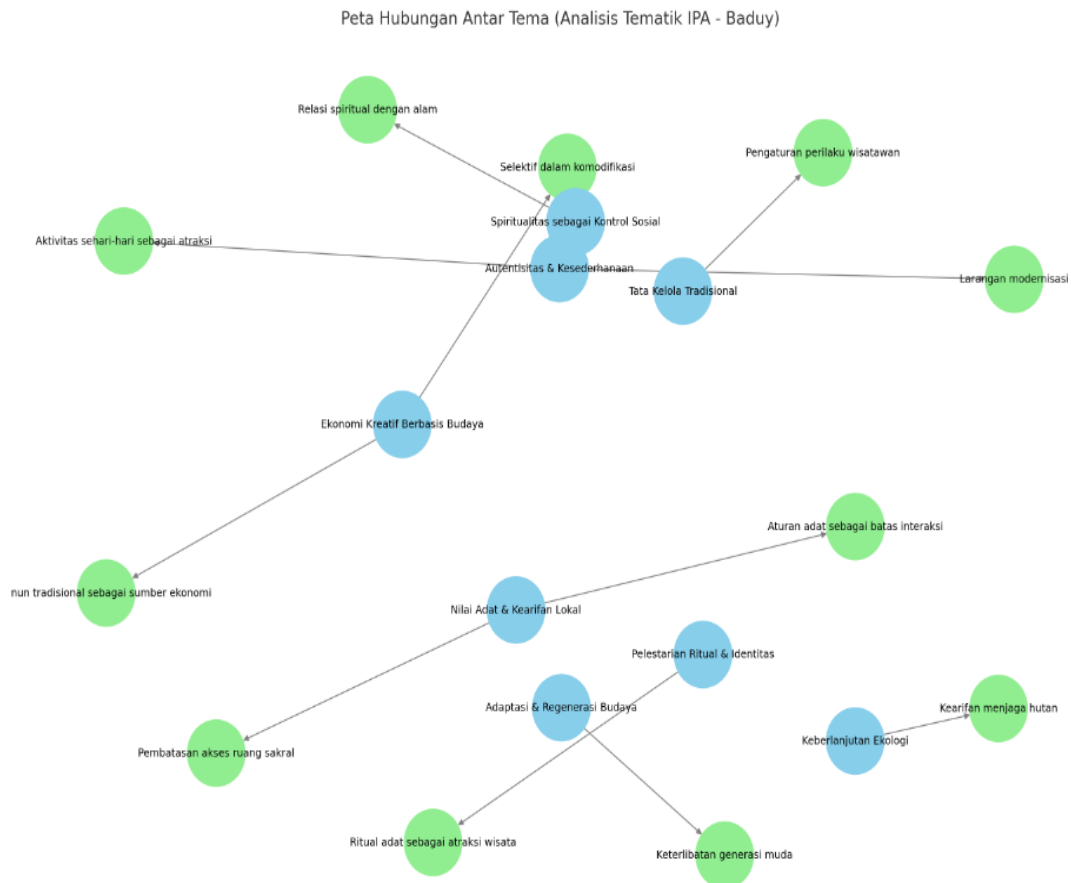 Peta Hubungan Antar Tema (Analisis Tematik IPA - Baduy)
Relasi spiritual dengan alam
Selektif dalam komodifikasi
Pengaturan perilaku wisatawan
Spiritualitas sebagai Kontrol Sosial
Aktivitas sehari-hari sebagai atraksi
Autentisitas & Kesederhanaan
Larangan modernisasi
Tata Kelola Tradisional
Ekonomi Kreatif Berbasis Budaya
Aturan adat sebagai batas interaksi
nun tradisional sebagai sumber ekonomi
Nilai Adat & Kearifan Lokal
Pelestarian Ritual & Identitas
Adaptasi & Regenerasi Budaya
Kearifan menjaga hutan
Keberlanjutan Ekologi
Pembatasan akses ruang sakral
Ritual adat sebagai atraksi wisata
Keterlibatan generasi muda